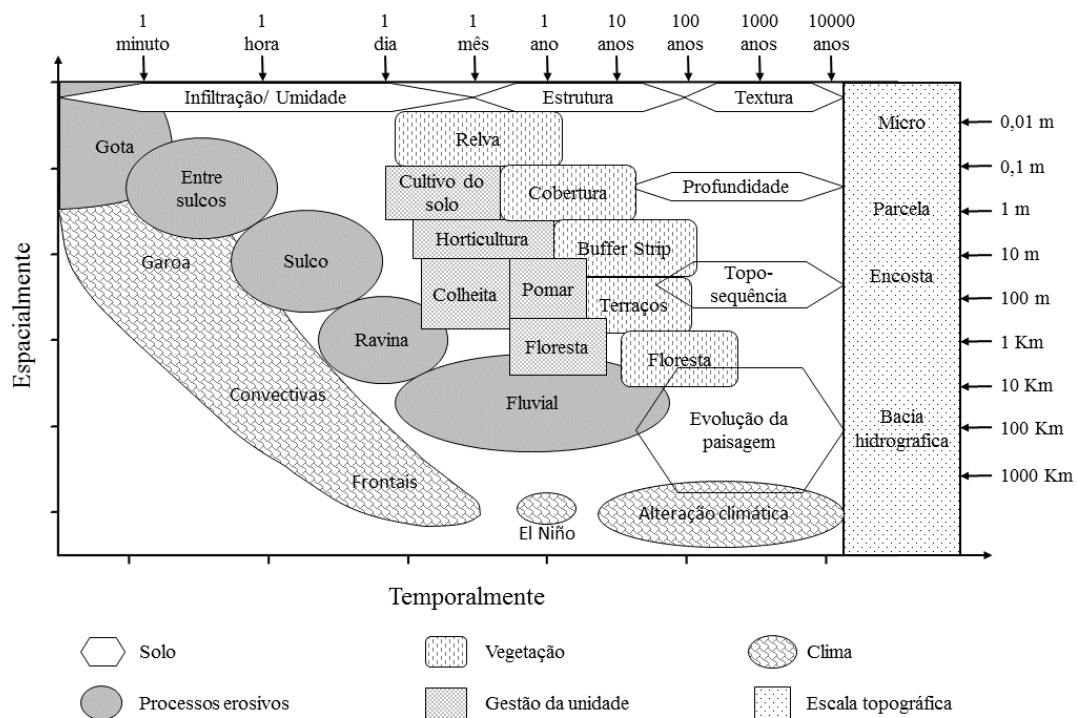 1 minuto
1 hora
1 dia
1 mês
1 ano
10 anos
100 anos
1000 anos
10000 anos
Infiltração/ Umidade
Estrutura
Textura
Micro
0,01 m
Gota
Relva
0,1 m
Entre
sulcos
Cultivo do
solo
Cobertura
Profundidade
Parcela
1 m
Horticultura
Buffer Strip
10 m
Garoa
Sulco
Topo-
sequência
Encosta
Colheita
Pomar
Terraços
100 m
Ravina
Floresta
Floresta
1 Km
10 Km
Convectivas
Fluvial
Evolução da
paisagem
Bacia
hidrográfica
100 Km
Frontais
1000 Km
El Niño
Alteração climática
Espacialmente
Temporalmente
Solo
Vegetação
Clima
Processos erosivos
Gestão da unidade
Escala topográfica